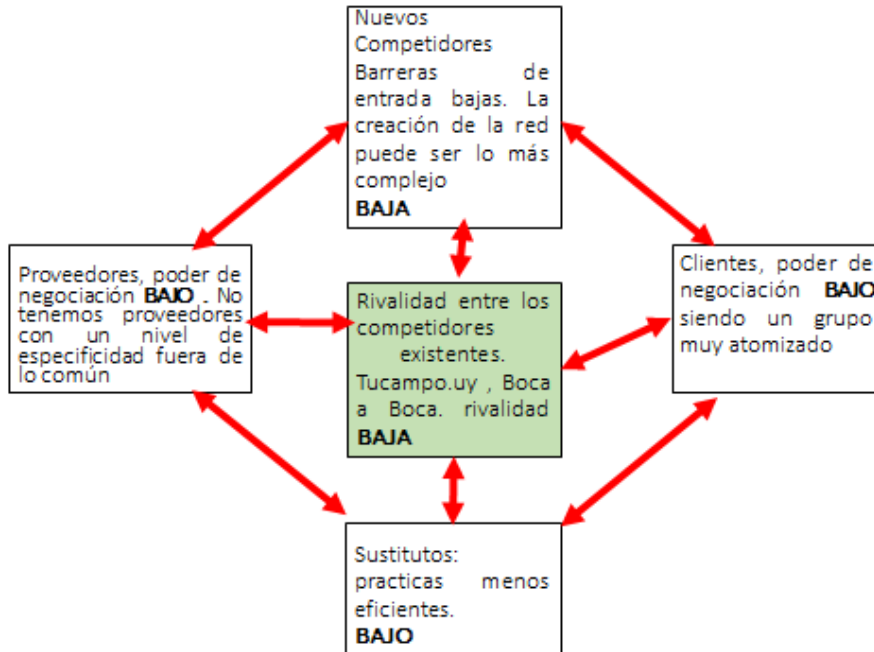 Nuevos
Competidores
Barreras de
entrada bajas. La
creación de la red
puede ser lo más
complejo
BAJA
Proveedores, poder de
negociación BAJO . No
tenemos proveedores
con un nivel de
especificidad fuera de
lo común
Rivalidad entre los
competidores
existentes.
Tucampo.uy , Boca
a Boca. rivalidad
BAJA
Clientes, poder de
negociación BAJO
siendo un grupo
muy atomizado
Sustitutos:
practicas menos
eficientes.
BAJO